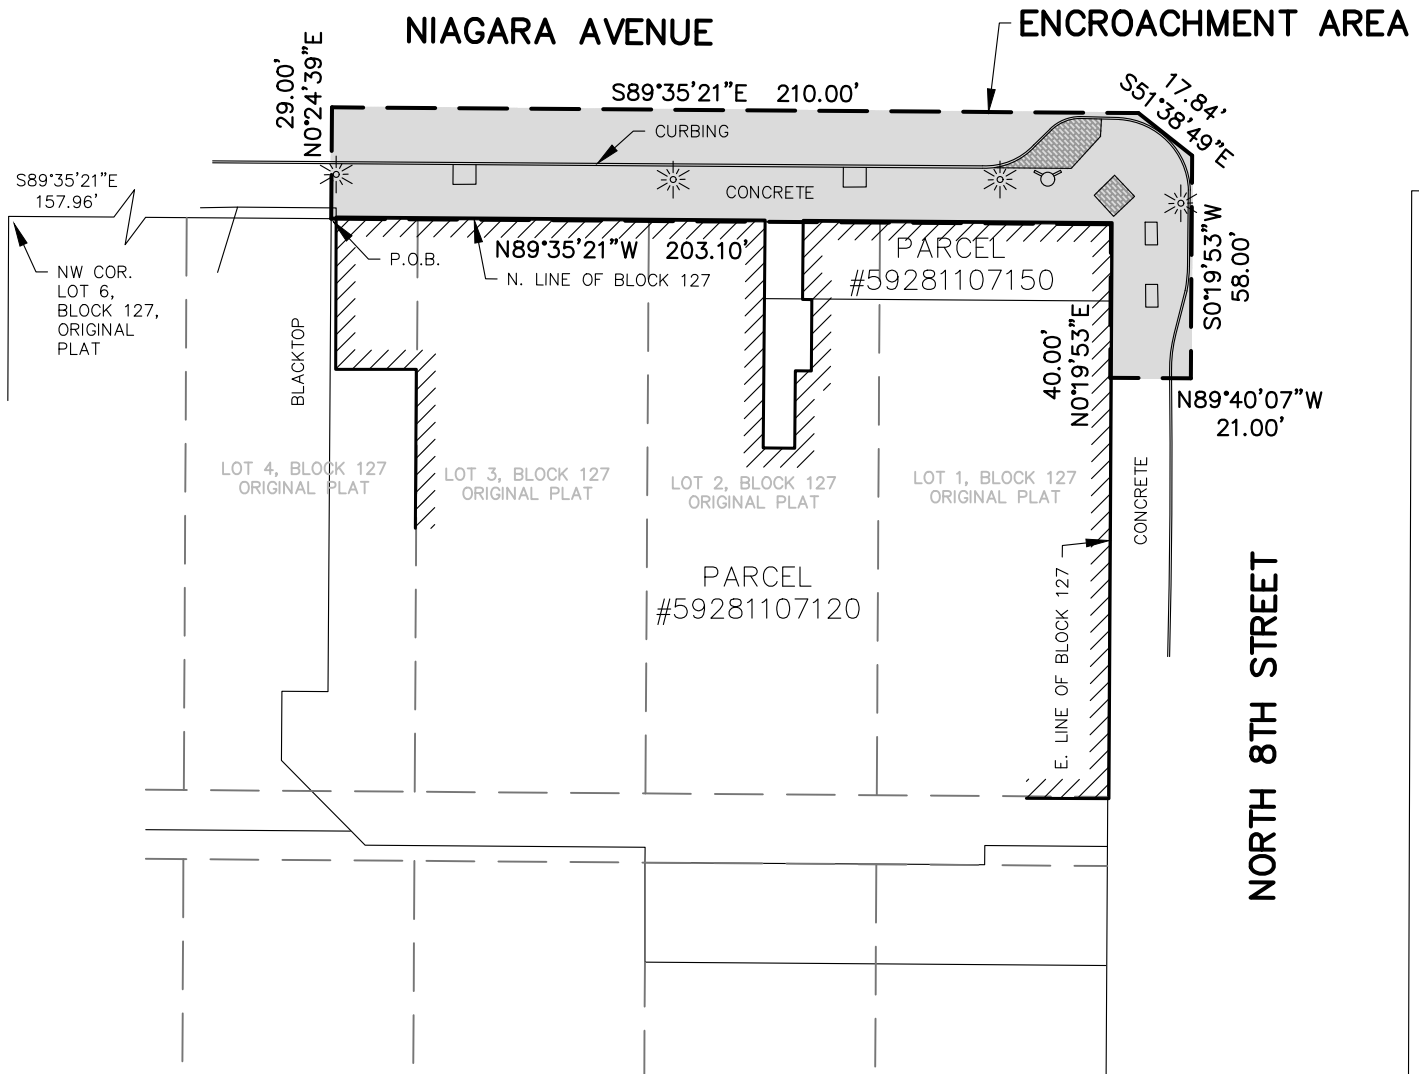 NIAGARA AVENUE
ENCROACHMENT AREA
29.00'
N0°24'39"E
S89°35'21"E 210.00'
17.84'
S51°38'49"E
CURBING
S89°35'21"E
157.96'
CONCRETE
P.O.B.
N89°35'21"W 203.10'
N. LINE OF BLOCK 127
PARCEL
#59281107150
S0°19'53"W
58.00'
NW COR.
LOT 6,
BLOCK 127,
ORIGINAL
PLAT
BLACKTOP
40.00'
N0°19'53"E
N89°40'07"W
21.00'
LOT 4, BLOCK 127
ORIGINAL PLAT
LOT 3, BLOCK 127
ORIGINAL PLAT
LOT 2, BLOCK 127
ORIGINAL PLAT
LOT 1, BLOCK 127
ORIGINAL PLAT
CONCRETE
PARCEL
#59281107120
E. LINE OF BLOCK 127
NORTH 8TH STREET